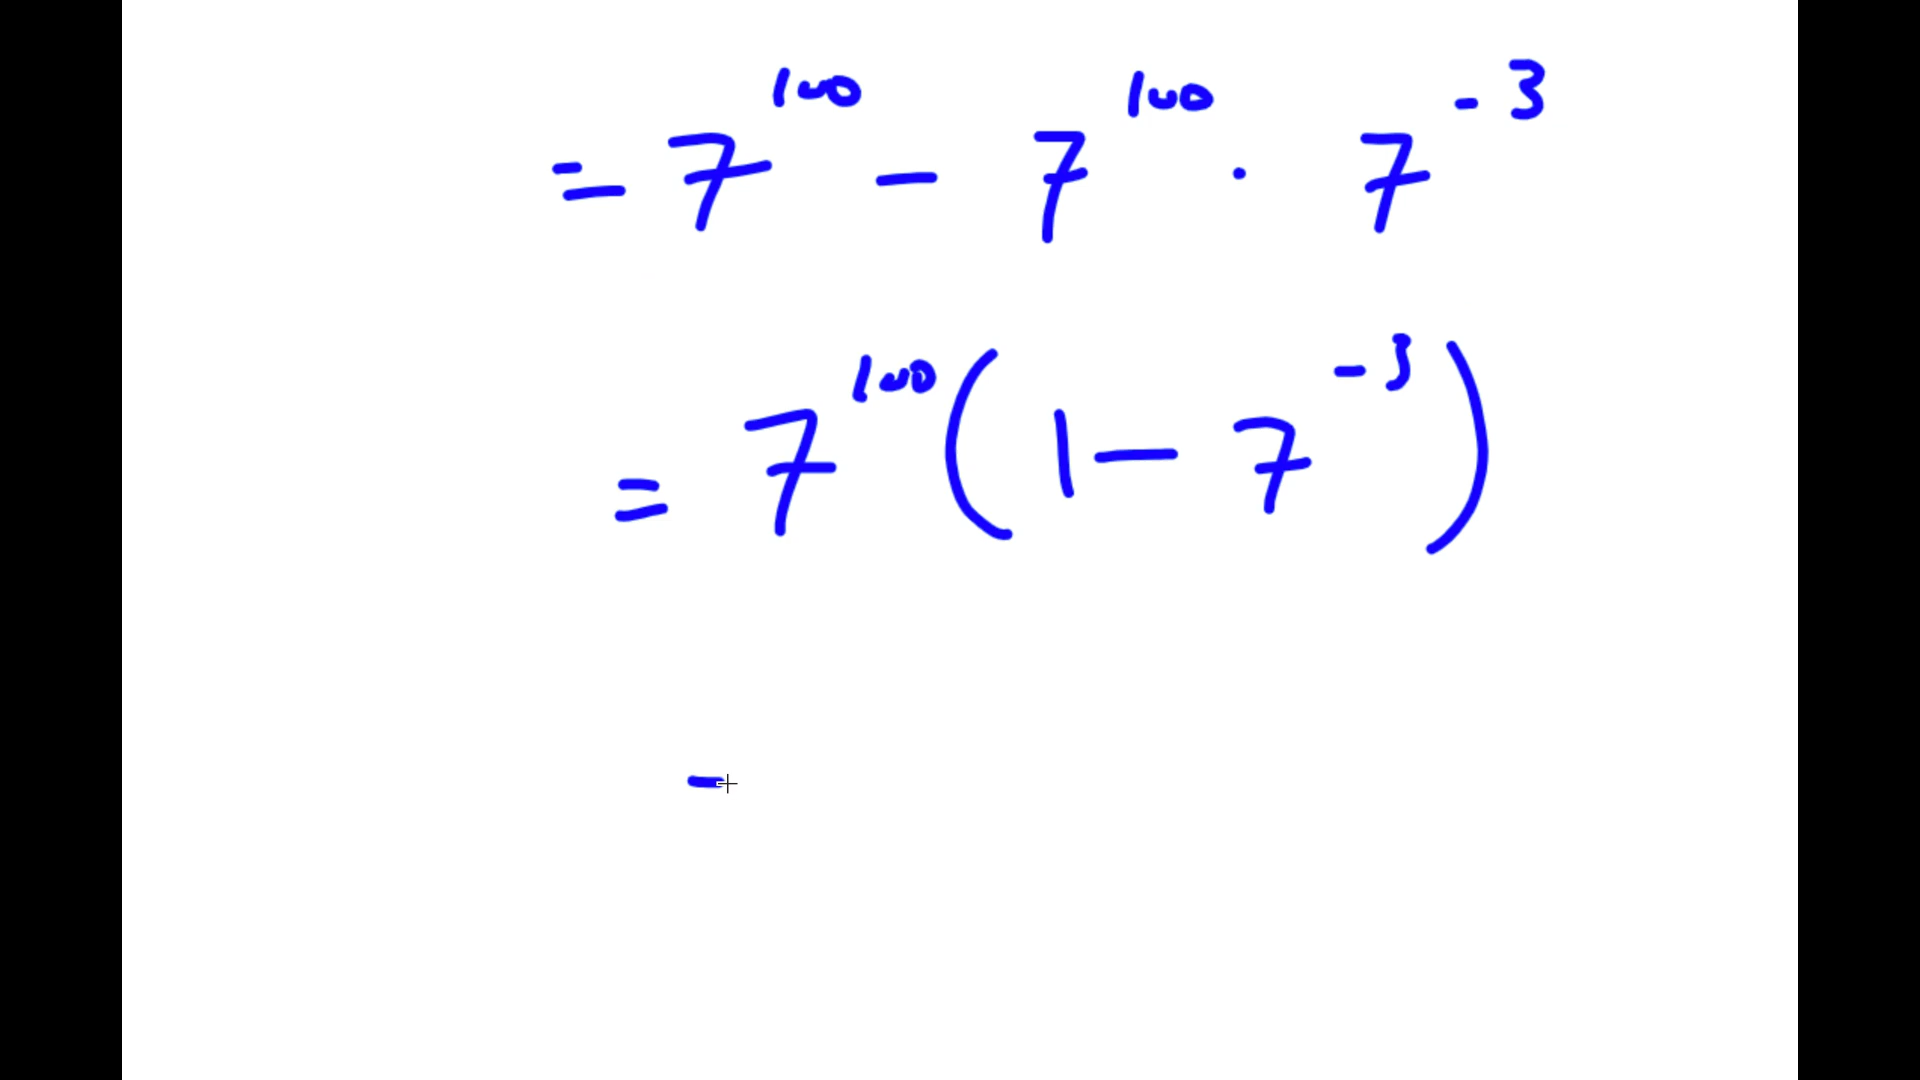 = 7^100 - 7^100 · 7^-3
= 7^100 (1 - 7^-3)
-